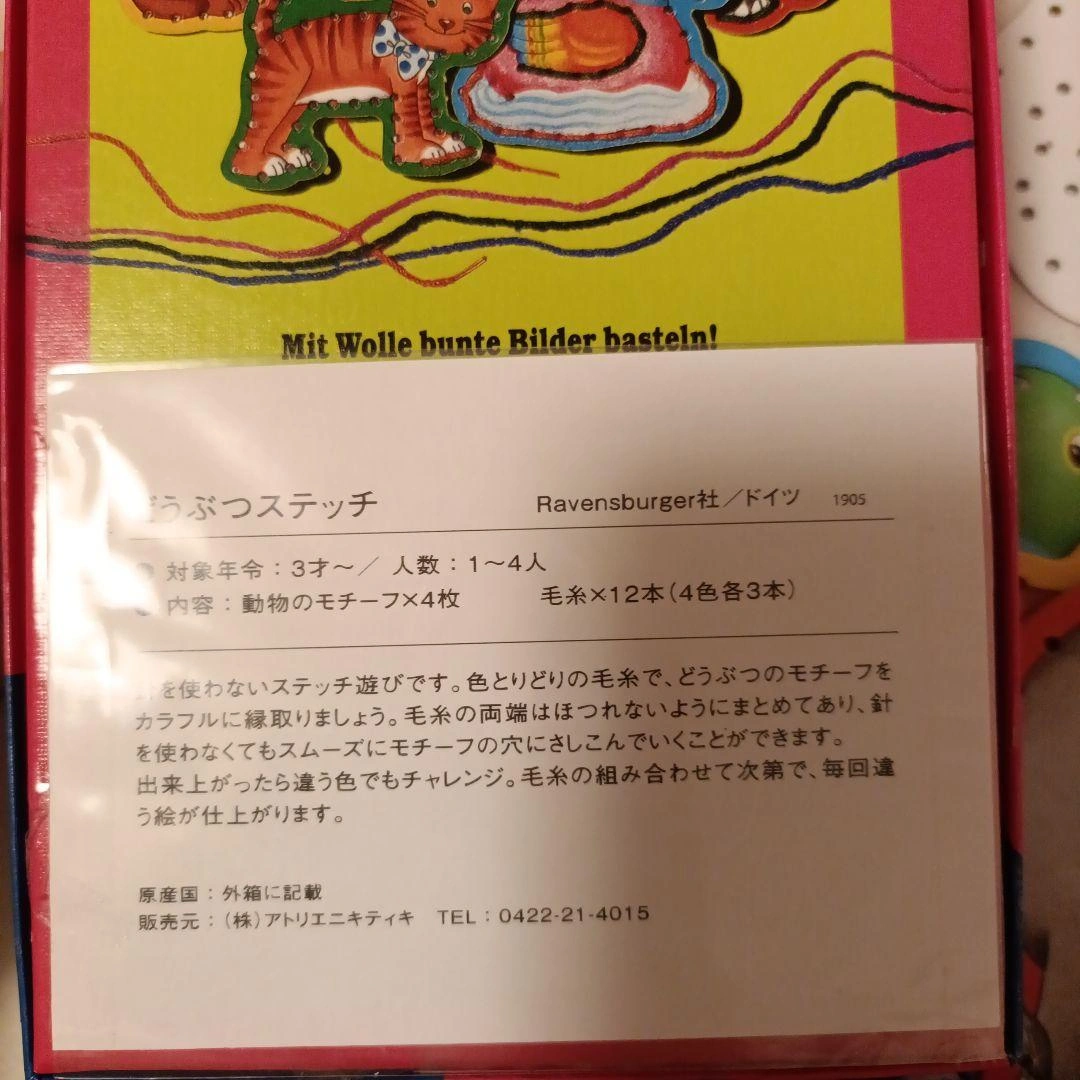 Mit Wolle bunte Bilder basteln!
どうぶつステッチ Ravensburger社／ドイツ 1905
対象年令：3才～／ 人数：1～4人
内容：動物のモチーフ×4枚 毛糸×12本（4色各3本）
を使わないステッチ遊びです。色とりどりの毛糸で、どうぶつのモチーフを
カラフルに縁取りましょう。毛糸の両端はほつれないようにまとめてあり、針
を使わなくてもスムーズにモチーフの穴にさしこんでいくことができます。
出来上がったら違う色でもチャレンジ。毛糸の組み合わせて次第で、毎回違
う絵が仕上がります。
原産国：外箱に記載
販売元：（株）アトリエニキティキ TEL：0422-21-4015